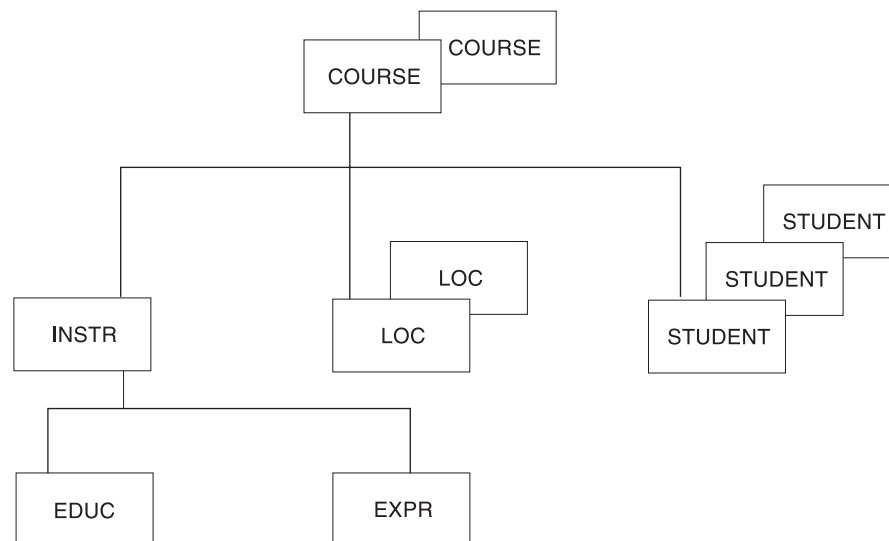 COURSE
COURSE
STUDENT
STUDENT
STUDENT
LOC
LOC
INSTR
EDUC
EXPR